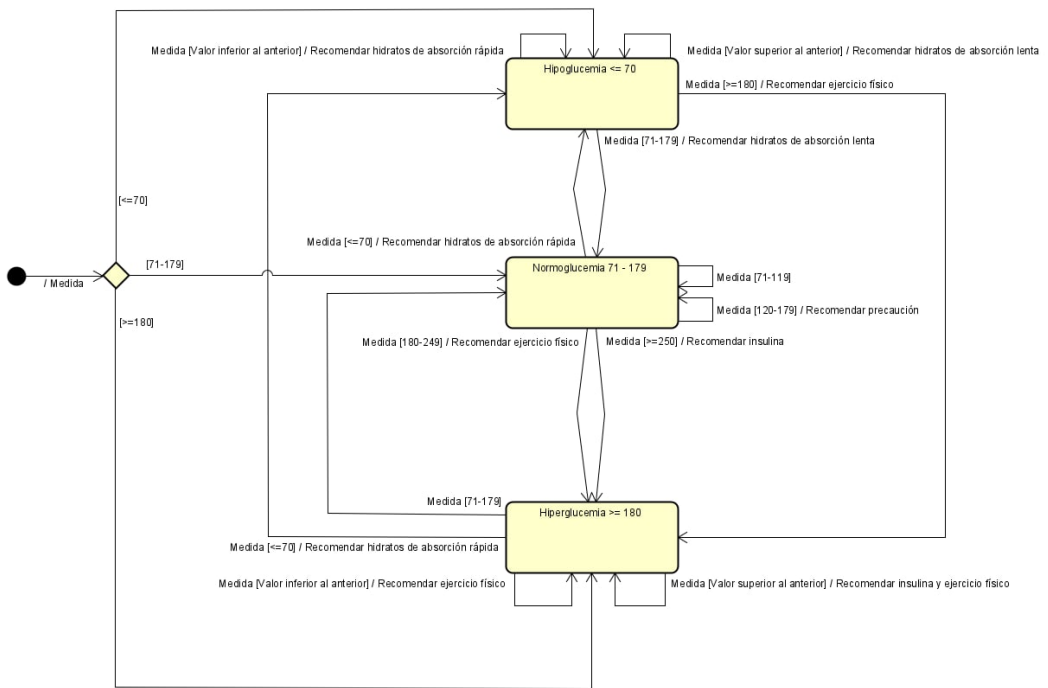 Medida [Valor inferior al anterior] / Recomendar hidratos de absorción rápida
Medida [Valor superior al anterior] / Recomendar hidratos de absorción lenta
Hipoglucemia <= 70
Medida [>=180] / Recomendar ejercicio físico
Medida [71-179] / Recomendar hidratos de absorción lenta
[<=70]
Medida [<=70] / Recomendar hidratos de absorción rápida
[71-179]
Normoglucemia 71 - 179
Medida [71-119]
/ Medida
Medida [120-179] / Recomendar precaución
[>=180]
Medida [180-249] / Recomendar ejercicio físico
Medida [>=250] / Recomendar insulina
Medida [71-179]
Hiperglucemia >= 180
Medida [<=70] / Recomendar hidratos de absorción rápida
Medida [Valor inferior al anterior] / Recomendar ejercicio físico
Medida [Valor superior al anterior] / Recomendar insulina y ejercicio físico